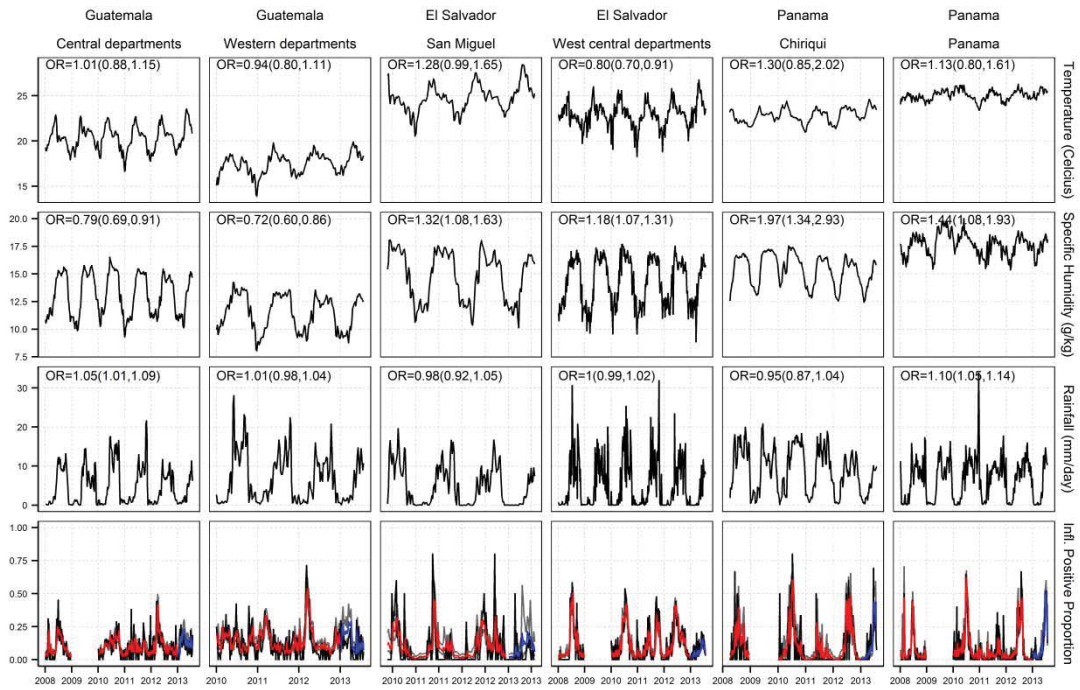 Guatemala Guatemala El Salvador El Salvador Panama Panama
Central departments Western departments San Miguel West central departments Chiriqui Panama
OR=1.01(0.88,1.15) OR=0.94(0.80,1.11) OR=1.28(0.99,1.65) OR=0.80(0.70,0.91) OR=1.30(0.85,2.02) OR=1.13(0.80,1.61)
25
20
15
Temperature (Celcius)
OR=0.79(0.69,0.91) OR=0.72(0.60,0.86) OR=1.32(1.08,1.63) OR=1.18(1.07,1.31) OR=1.97(1.34,2.93) OR=1.44(1.08,1.93)
20.0
17.5
15.0
12.5
10.0
7.5
Specific Humidity (g/kg)
OR=1.05(1.01,1.09) OR=1.01(0.98,1.04) OR=0.98(0.92,1.05) OR=1(0.99,1.02) OR=0.95(0.87,1.04) OR=1.10(1.05,1.14)
30
20
10
0
Rainfall (mm/day)
1.00
0.75
0.50
0.25
0.00
Infl. Positive Proportion
2008 2009 2010 2011 2012 2013 2010 2011 2012 2013 2010 2011 2012 2013 2013 2008 2009 2010 2011 2012 2013 2008 2009 2010 2011 2012 2013 2008 2009 2010 2011 2012 2013